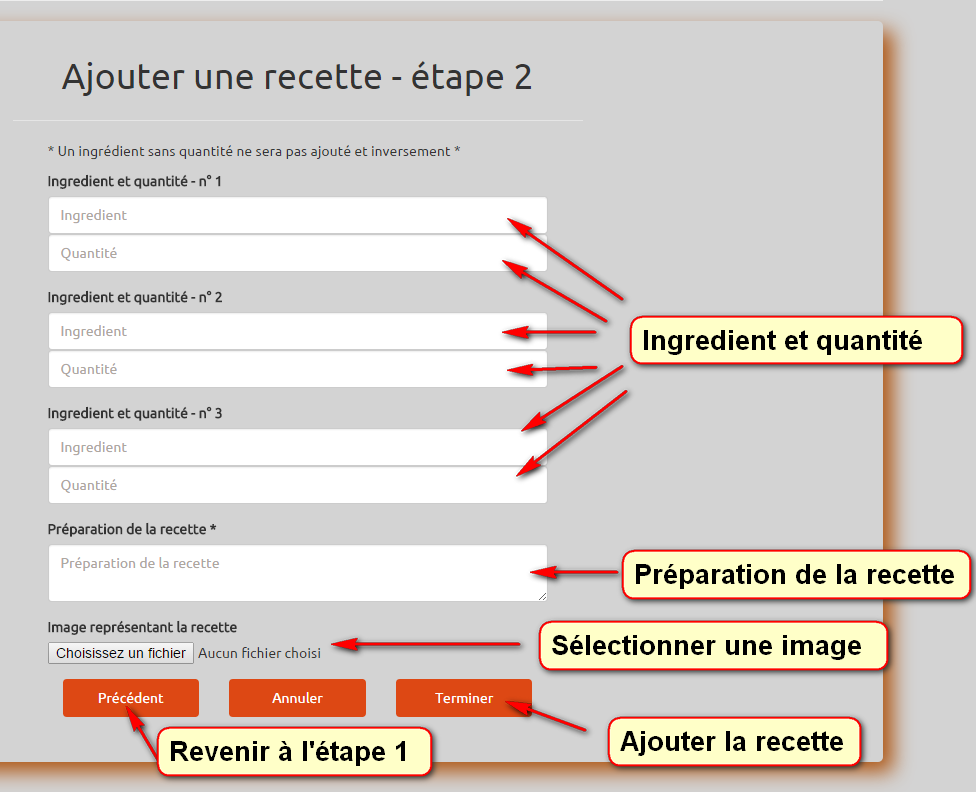 Ajouter une recette - étape 2
* Un ingrédient sans quantité ne sera pas ajouté et inversement *
Ingredient et quantité - n° 1
Ingredient
Quantité
Ingredient et quantité - n° 2
Ingredient
Quantité
Ingredient et quantité
Ingredient et quantité - n° 3
Ingredient
Quantité
Préparation de la recette *
Préparation de la recette
Préparation de la recette
Image représentant la recette
Choisissez un fichier Aucun fichier choisi
Sélectionner une image
Précédent
Annuler
Terminer
Revenir à l'étape 1
Ajouter la recette